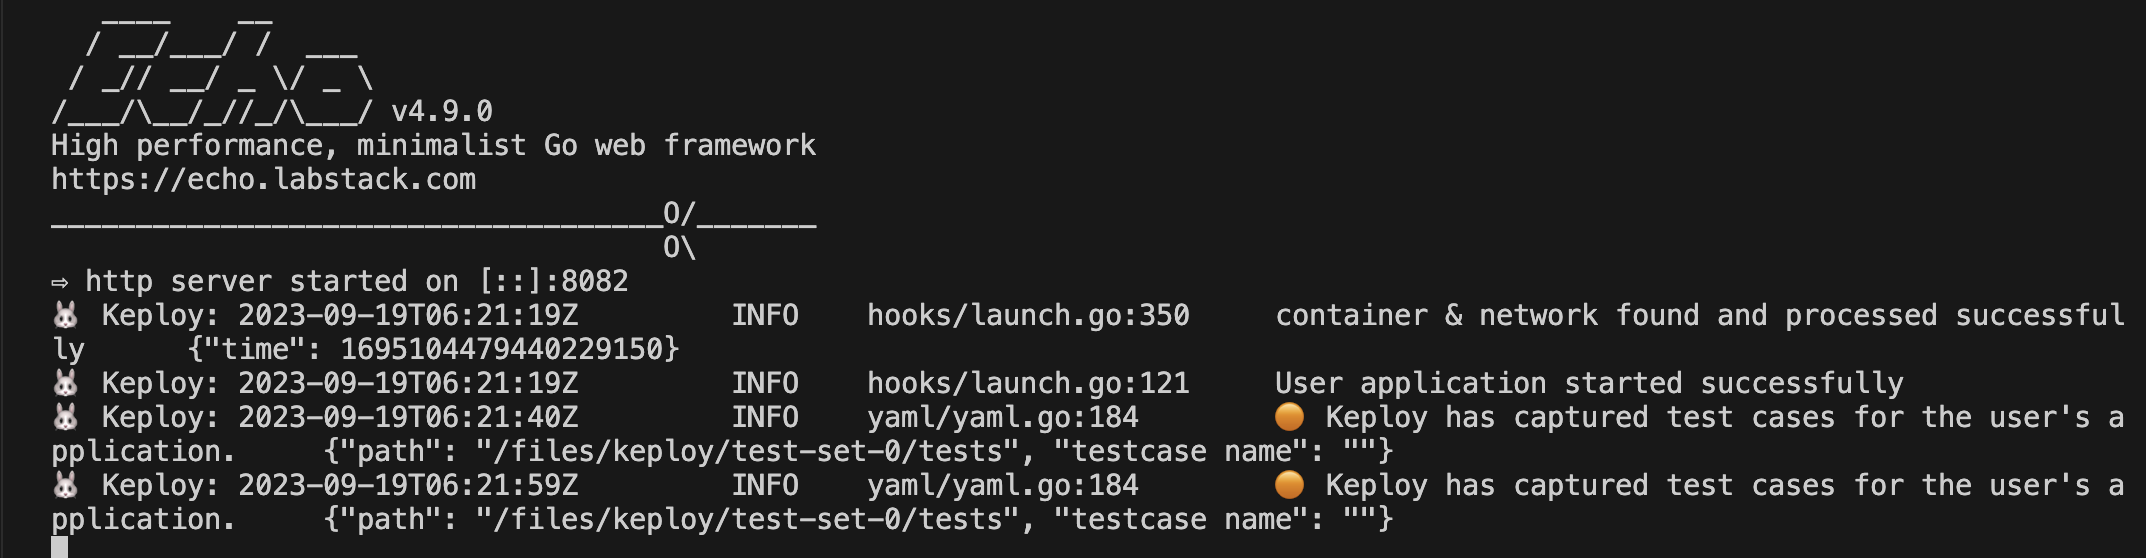 ____    __
  / __/___/ /  ___
 / _// __/ _ \/ _ \
/___/\__/_//_/\___/ v4.9.0
High performance, minimalist Go web framework
https://echo.labstack.com
____________________________________O/_______
                                    O\
⇨ http server started on [::]:8082
🐰 Keploy: 2023-09-19T06:21:19Z         INFO    hooks/launch.go:350     container & network found and processed successful
ly      {"time": 1695104479440229150}
🐰 Keploy: 2023-09-19T06:21:19Z         INFO    hooks/launch.go:121     User application started successfully
🐰 Keploy: 2023-09-19T06:21:40Z         INFO    yaml/yaml.go:184        🟠 Keploy has captured test cases for the user's a
pplication.     {"path": "/files/keploy/test-set-0/tests", "testcase name": ""}
🐰 Keploy: 2023-09-19T06:21:59Z         INFO    yaml/yaml.go:184        🟠 Keploy has captured test cases for the user's a
pplication.     {"path": "/files/keploy/test-set-0/tests", "testcase name": ""}